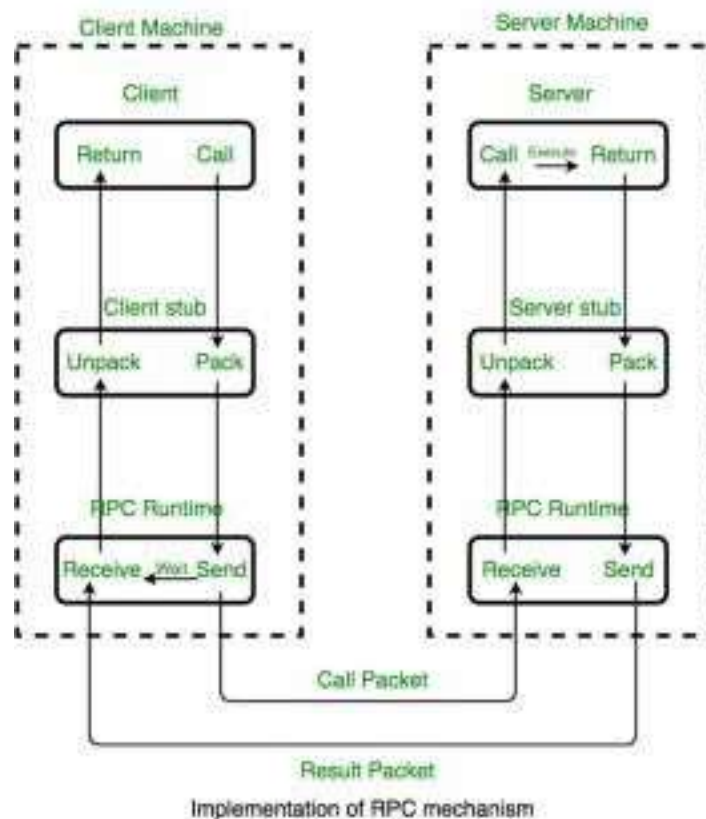 Client Machine
Server Machine
Client
Server
Return Call
Call Execute Return
Client stub
Server stub
Unpack Pack
Unpack Pack
RPC Runtime
RPC Runtime
Receive Wait Send
Receive Send
Call Packet
Result Packet
Implementation of RPC mechanism